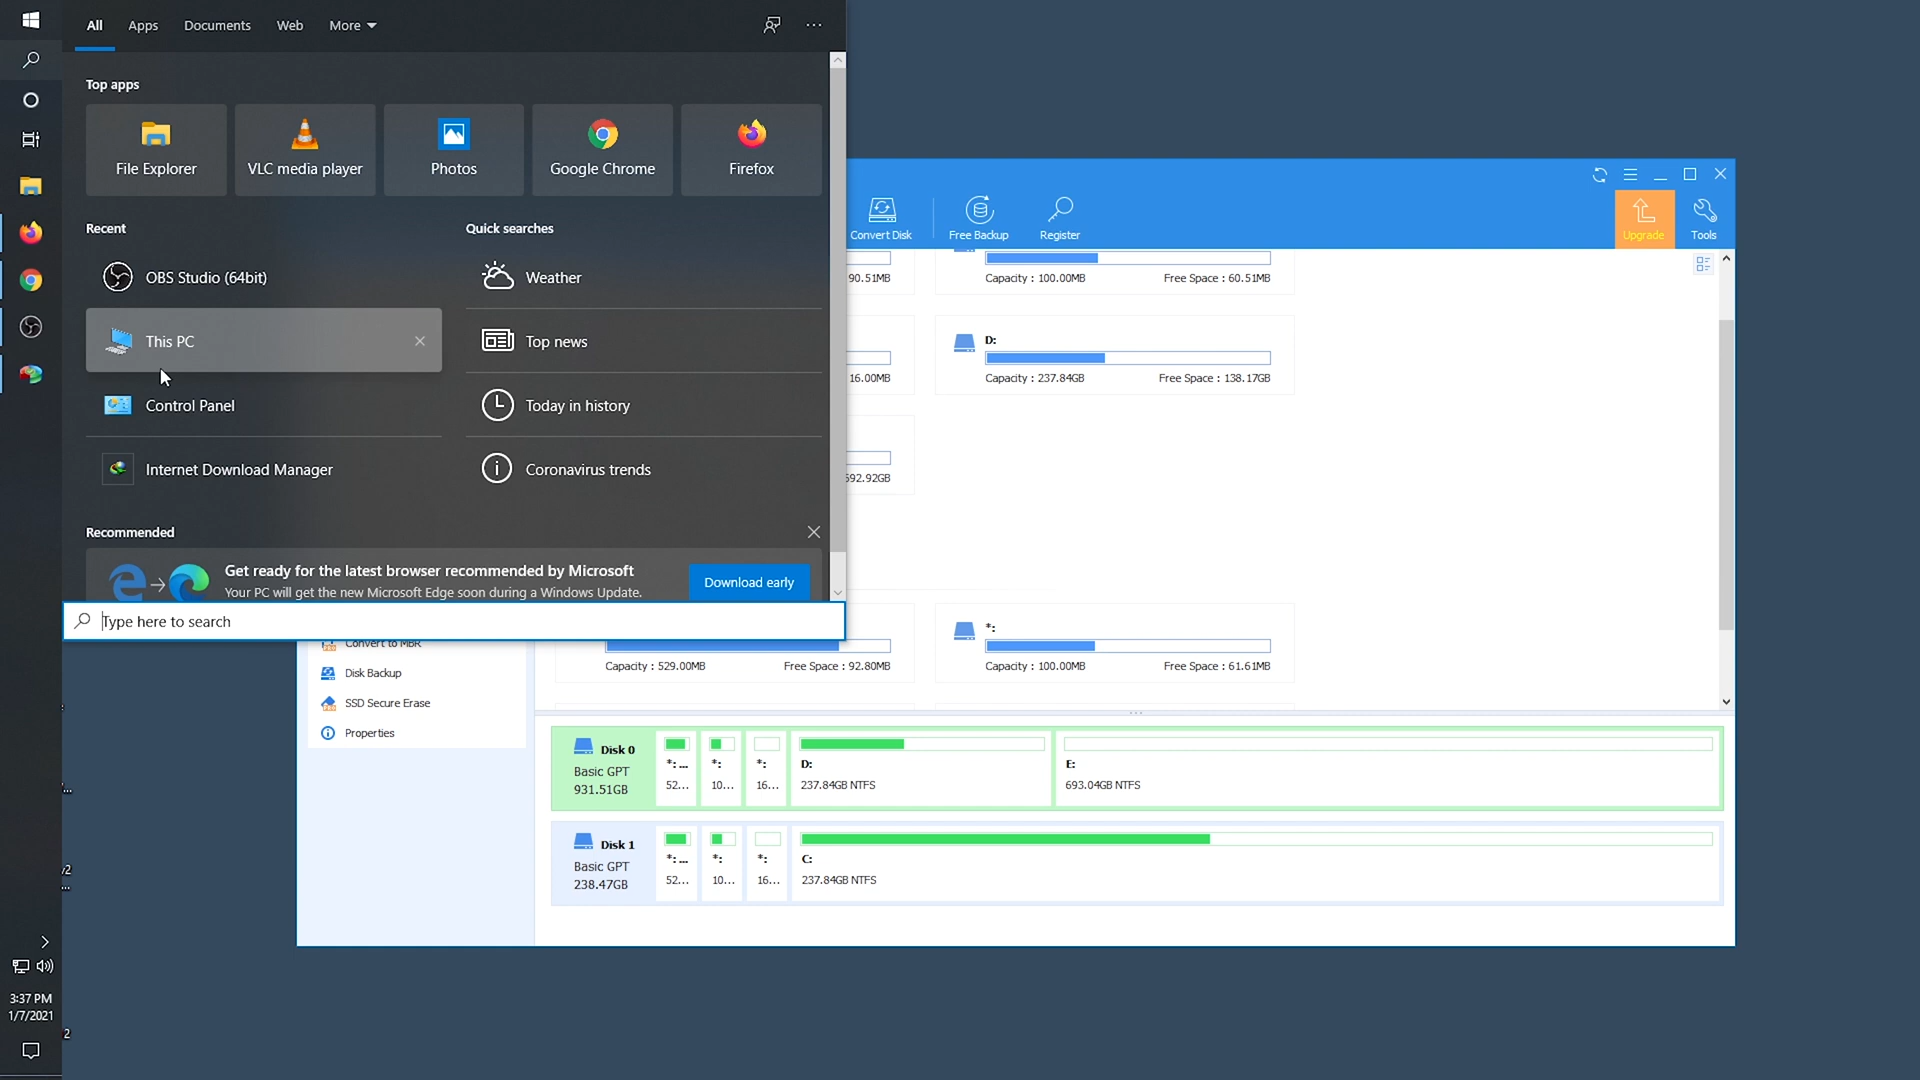 All
Apps
Documents
Web
More
Top apps
File Explorer
VLC media player
Photos
Google Chrome
Firefox
Recent
Quick searches
OBS Studio (64bit)
Weather
This PC
Top news
Control Panel
Today in history
Internet Download Manager
Coronavirus trends
Recommended
Get ready for the latest browser recommended by Microsoft
Your PC will get the new Microsoft Edge soon during a Windows Update.
Download early
Type here to search
Convert Disk
Free Backup
Register
Upgrade
Tools
90.51MB
Capacity : 100.00MB
Free Space : 60.51MB
D:
16.00MB
Capacity : 237.84GB
Free Space : 138.17GB
692.92GB
*:
Capacity : 529.00MB
Free Space : 92.80MB
Capacity : 100.00MB
Free Space : 61.61MB
Convert to MBR
Disk Backup
SSD Secure Erase
Properties
Disk 0
Basic GPT
931.51GB
*: ...
52...
*:
10...
*:
16...
D:
237.84GB NTFS
E:
693.04GB NTFS
Disk 1
Basic GPT
238.47GB
*: ...
52...
*:
10...
*:
16...
C:
237.84GB NTFS
3:37 PM
1/7/2021